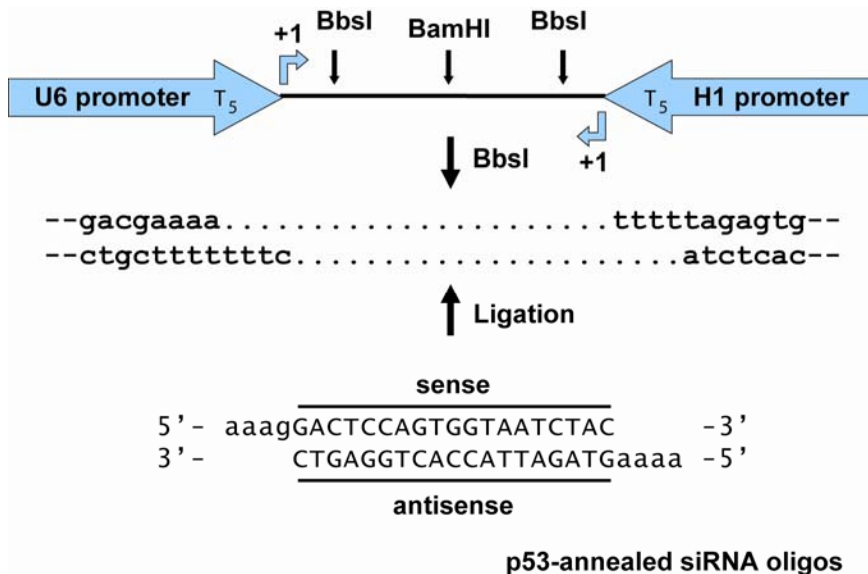 +1 BbsI BamHI BbsI
U6 promoter T5 T5 H1 promoter
+1
BbsI
--gacgaaaa......................tttttagagtg--
--ctgctttttttc......................atctcac--
Ligation
sense
5’- aaagGACTCCAGTGGTAATCTAC -3’
3’- CTGAGGTCACCATTAGATGaaaa -5’
antisense
p53-annealed siRNA oligos